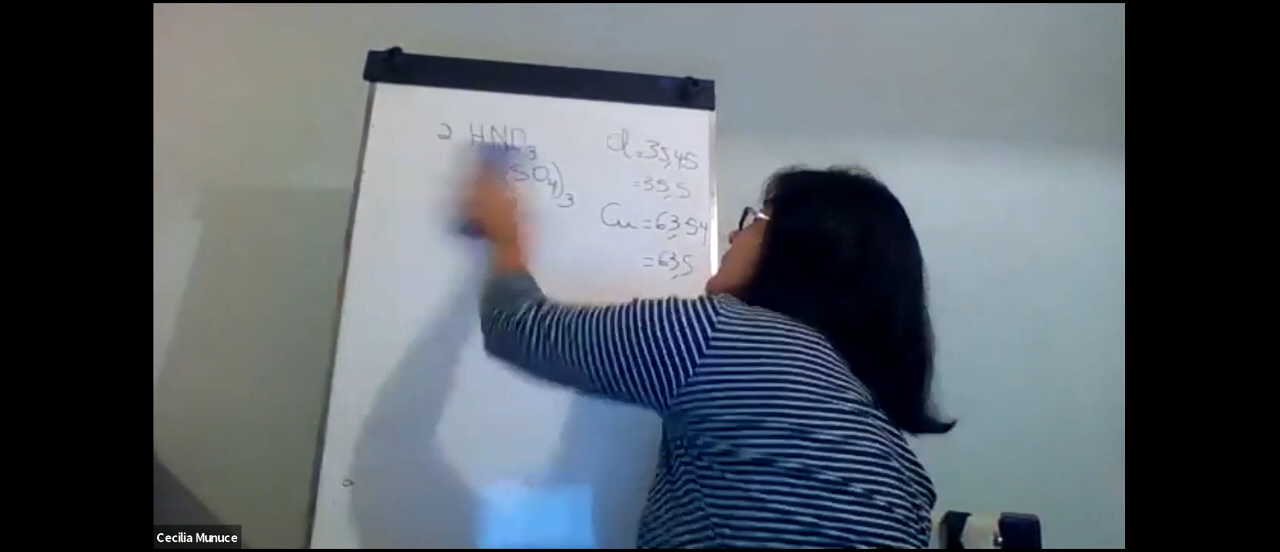 2 HNO₃
SO₄)₃
Cl = 35,45
= 35,5
Cu = 63,54
= 63,5
Cecilia Munuce